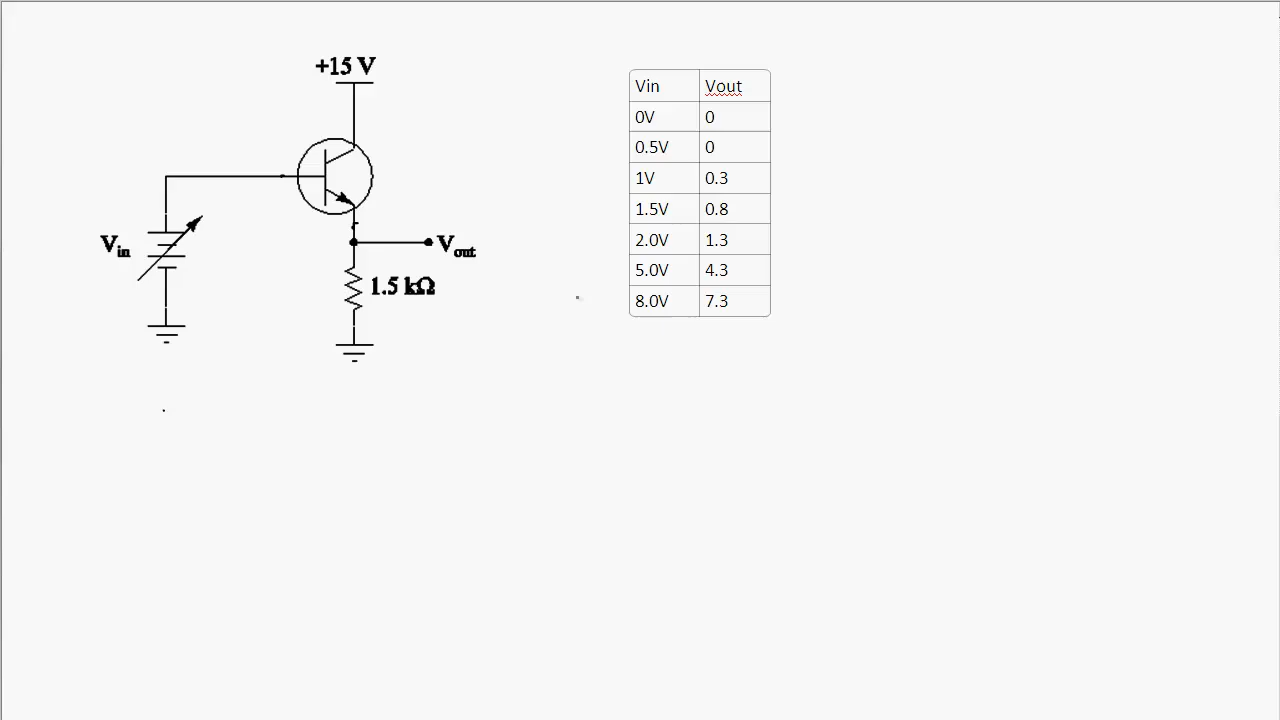 +15 V
Vin
Vout
1.5 kΩ
Vin Vout
0V 0
0.5V 0
1V 0.3
1.5V 0.8
2.0V 1.3
5.0V 4.3
8.0V 7.3